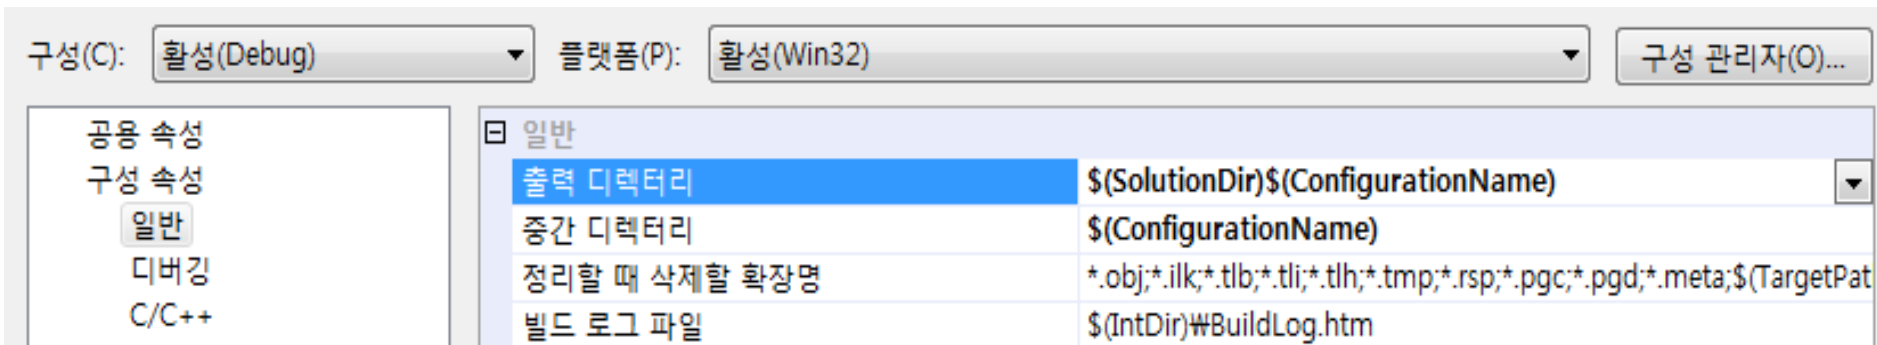 구성(C): 활성(Debug) 플랫폼(P): 활성(Win32) 구성 관리자(O)...
공용 속성
구성 속성
일반
디버깅
C/C++
일반
출력 디렉터리 $(SolutionDir)$(ConfigurationName)
중간 디렉터리 $(ConfigurationName)
정리할 때 삭제할 확장명 *.obj;*.ilk;*.tlb;*.tli;*.tlh;*.tmp;*.rsp;*.pgc;*.pgd;*.meta;$(TargetPat
빌드 로그 파일 $(IntDir)₩BuildLog.htm